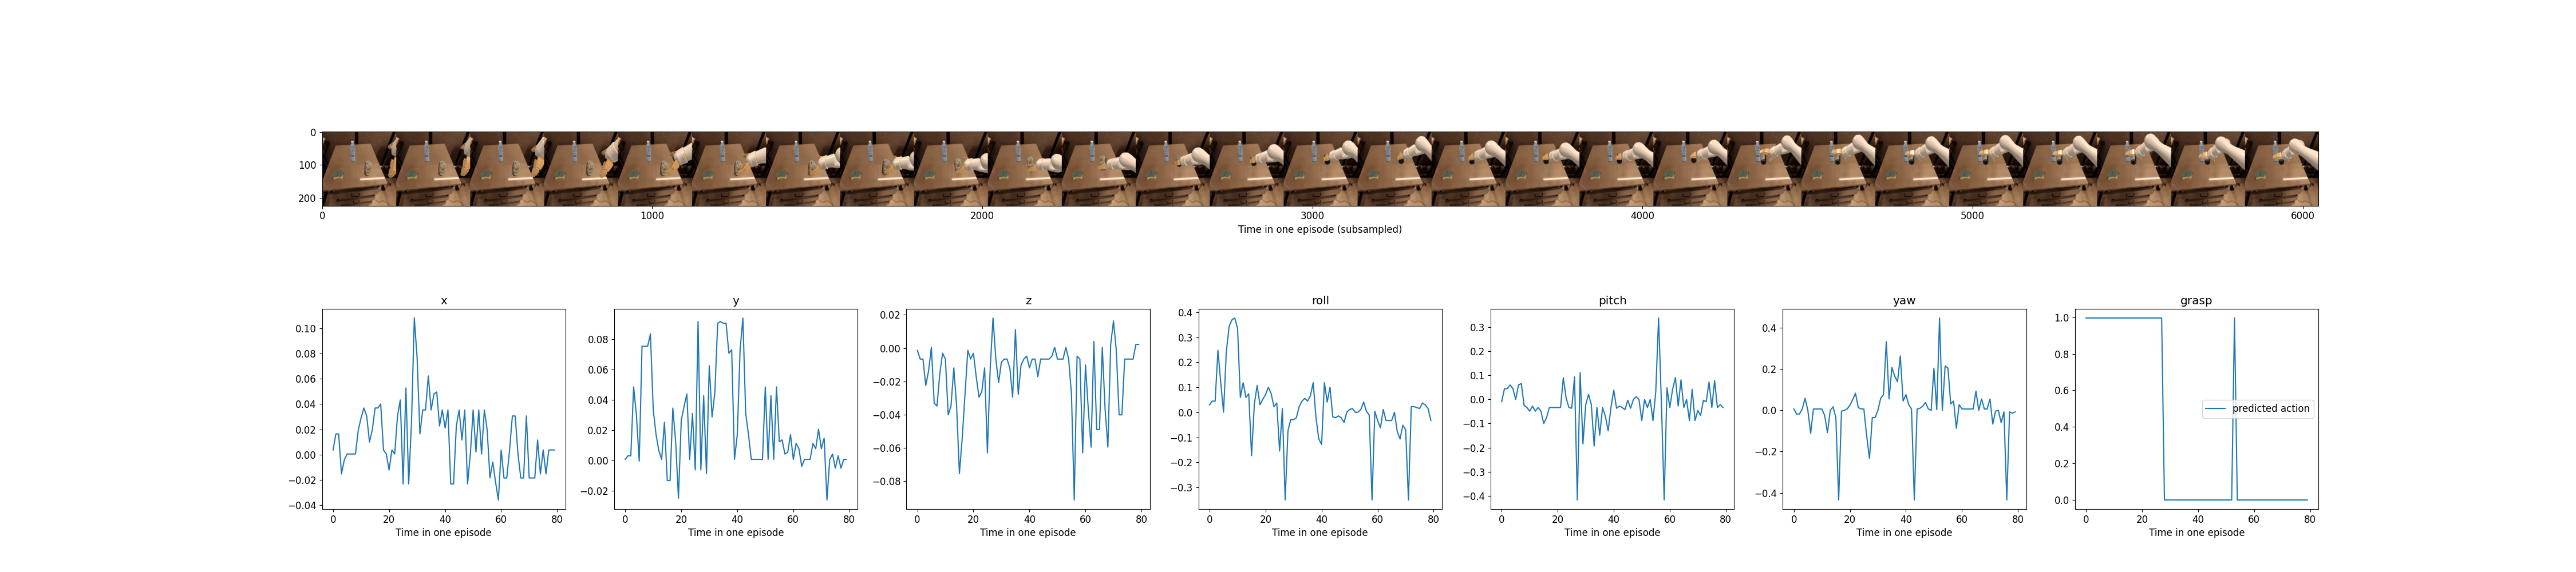 0
100
200
0 1000 2000 3000 4000 5000 6000
Time in one episode (subsampled)
x
0.10
0.08
0.06
0.04
0.02
0.00
−0.02
−0.04
0 20 40 60 80
Time in one episode
y
0.08
0.06
0.04
0.02
0.00
−0.02
0 20 40 60 80
Time in one episode
z
0.02
0.00
−0.02
−0.04
−0.06
−0.08
0 20 40 60 80
Time in one episode
roll
0.4
0.3
0.2
0.1
0.0
−0.1
−0.2
−0.3
0 20 40 60 80
Time in one episode
pitch
0.3
0.2
0.1
0.0
−0.1
−0.2
−0.3
−0.4
0 20 40 60 80
Time in one episode
yaw
0.4
0.2
0.0
−0.2
−0.4
0 20 40 60 80
Time in one episode
grasp
1.0
0.8
0.6
0.4
0.2
0.0
predicted action
0 20 40 60 80
Time in one episode